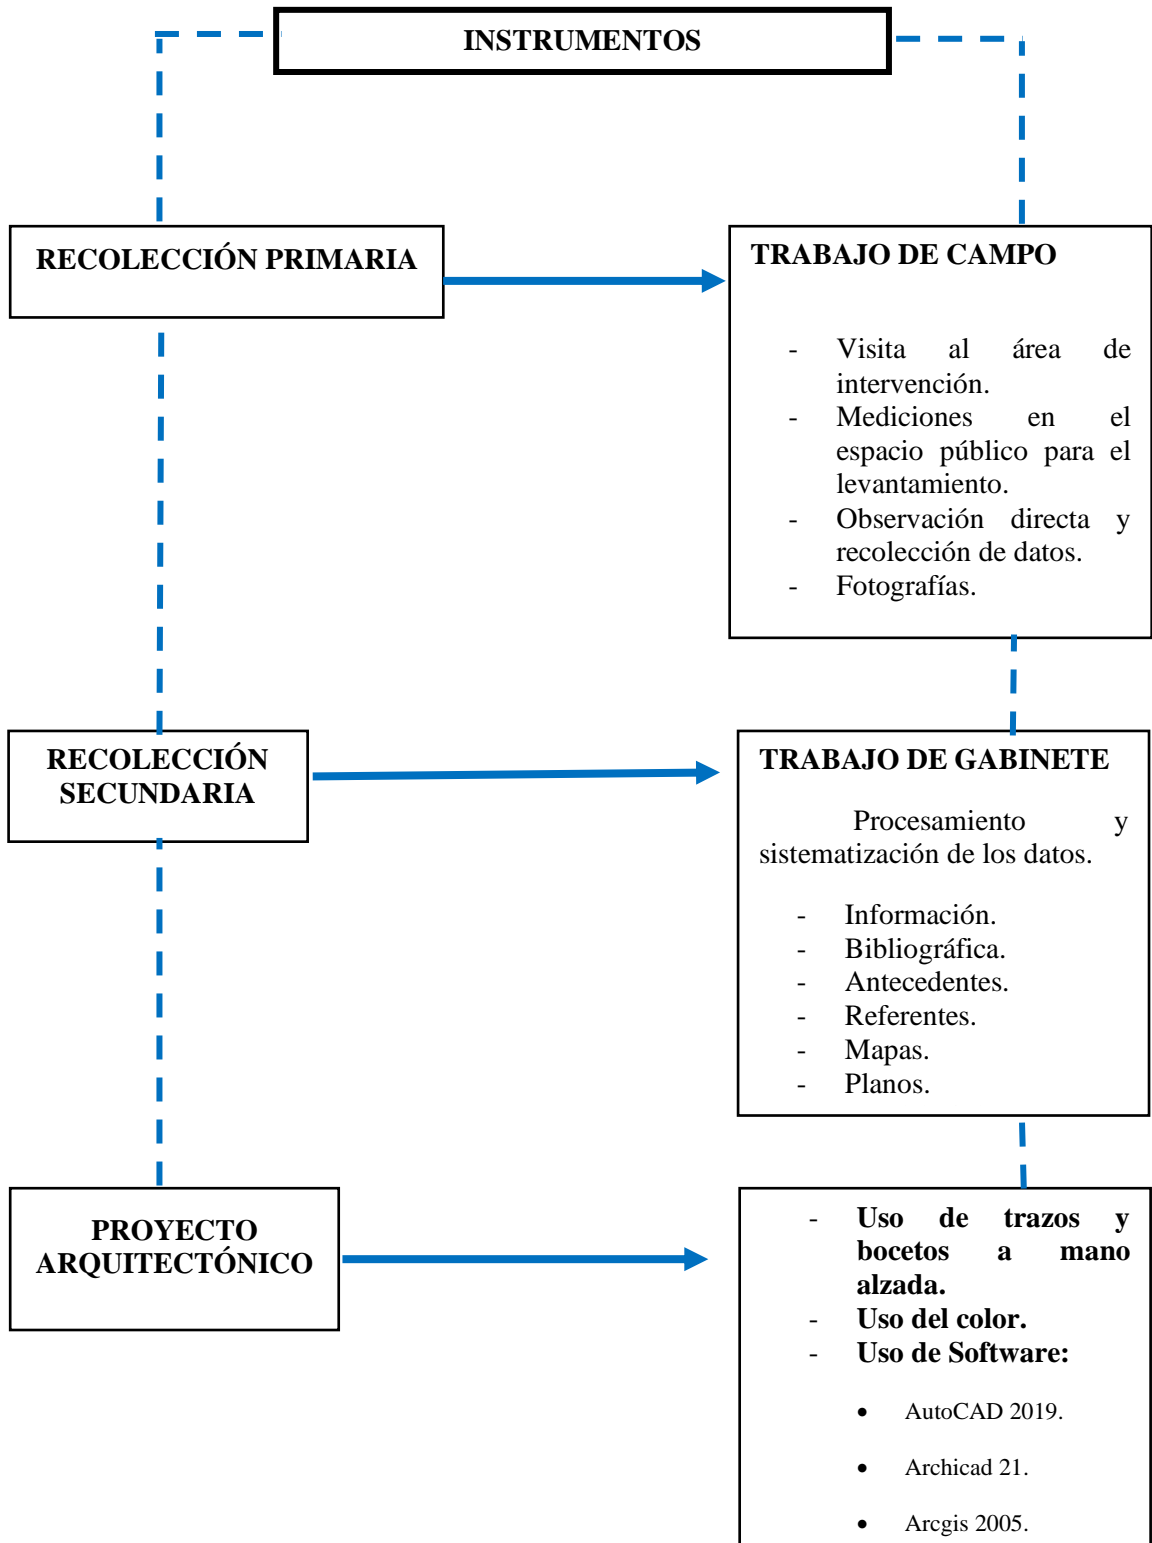 INSTRUMENTOS
RECOLECCIÓN PRIMARIA
TRABAJO DE CAMPO
- Visita al área de
intervención.
- Mediciones en el
espacio público para el
levantamiento.
- Observación directa y
recolección de datos.
- Fotografías.
RECOLECCIÓN
SECUNDARIA
TRABAJO DE GABINETE
Procesamiento y
sistematización de los datos.
- Información.
- Bibliográfica.
- Antecedentes.
- Referentes.
- Mapas.
- Planos.
PROYECTO
ARQUITECTÓNICO
- Uso de trazos y
bocetos a mano
alzada.
- Uso del color.
- Uso de Software:
• AutoCAD 2019.
• Archicad 21.
• Arcgis 2005.